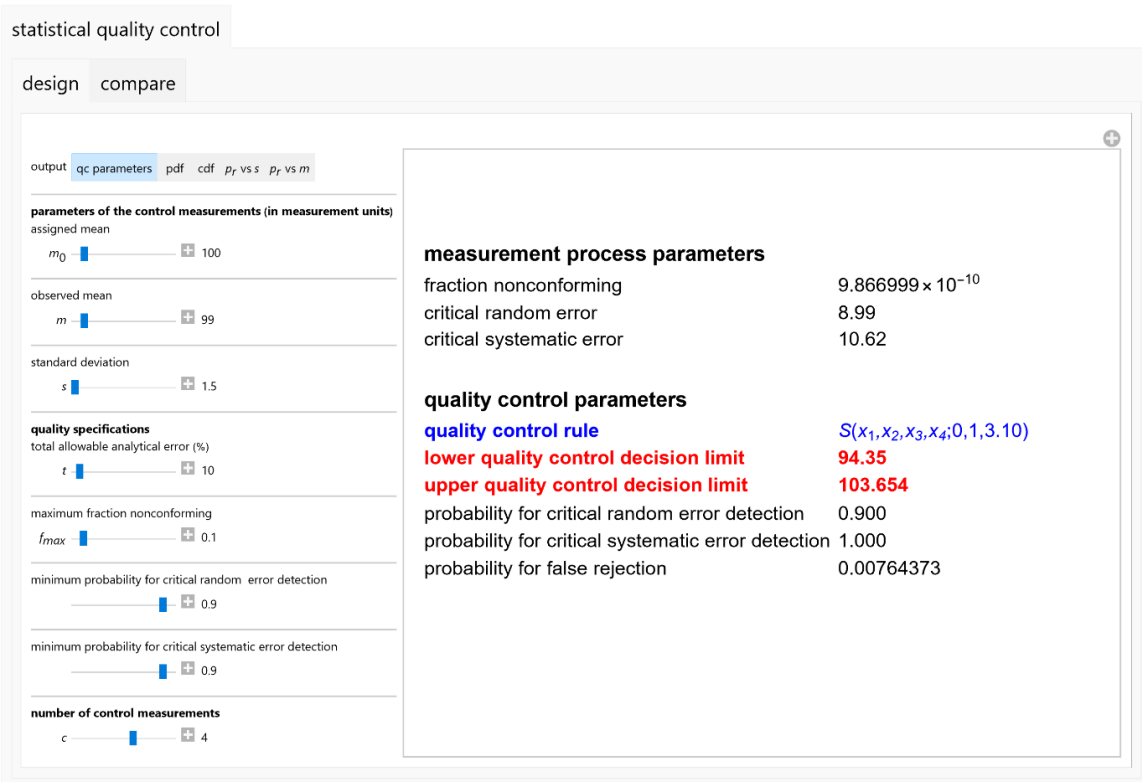 statistical quality control
design compare
output qc parameters pdf cdf pᵣ vs s pᵣ vs m
parameters of the control measurements (in measurement units)
assigned mean
m₀ 100
observed mean
m 99
standard deviation
s 1.5
quality specifications
total allowable analytical error (%)
t 10
maximum fraction nonconforming
fmax 0.1
minimum probability for critical random error detection
0.9
minimum probability for critical systematic error detection
0.9
number of control measurements
c 4
measurement process parameters
fraction nonconforming 9.866999 × 10⁻¹⁰
critical random error 8.99
critical systematic error 10.62
quality control parameters
quality control rule S(x₁,x₂,x₃,x₄;0,1,3.10)
lower quality control decision limit 94.35
upper quality control decision limit 103.654
probability for critical random error detection 0.900
probability for critical systematic error detection 1.000
probability for false rejection 0.00764373